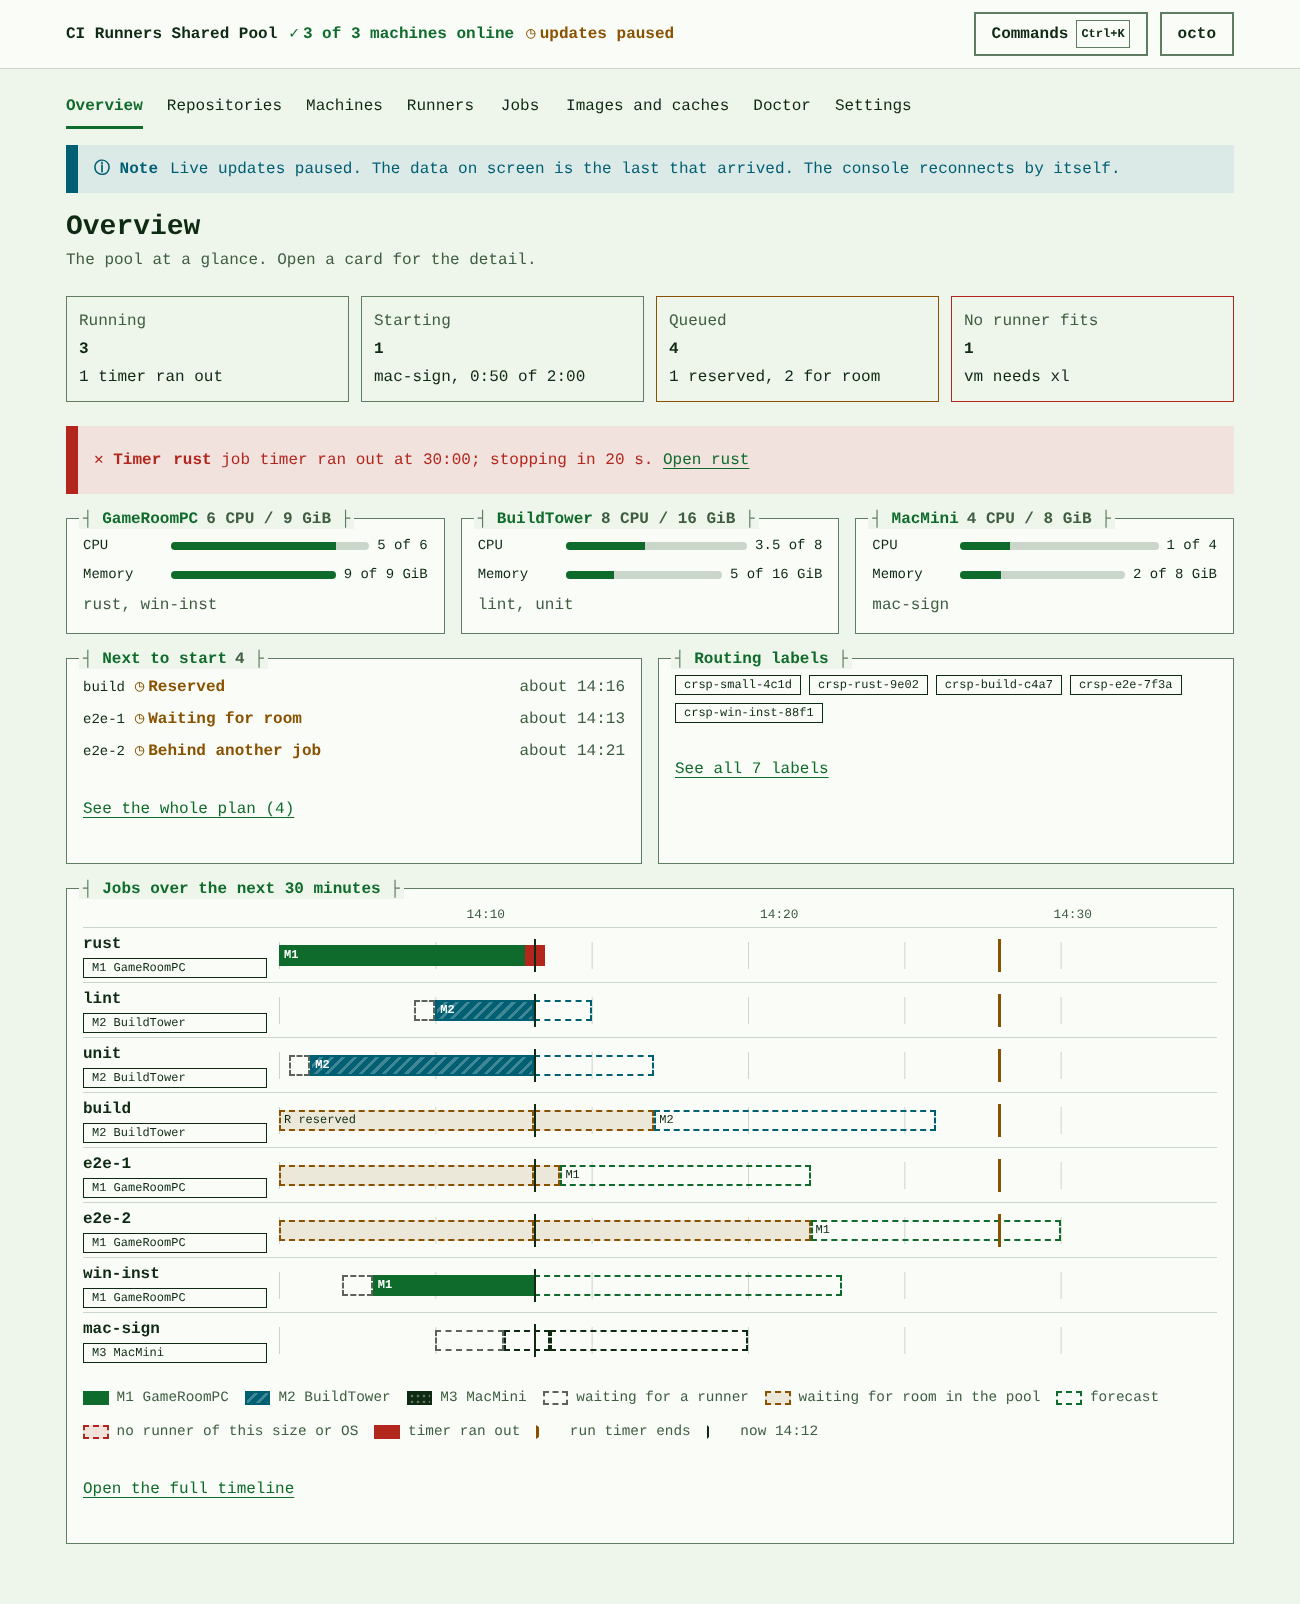 CI Runners Shared Pool ✓ 3 of 3 machines online ◷ updates paused Commands Ctrl+K octo
Overview Repositories Machines Runners Jobs Images and caches Doctor Settings
ⓘ Note Live updates paused. The data on screen is the last that arrived. The console reconnects by itself.
Overview
The pool at a glance. Open a card for the detail.
Running
3
1 timer ran out
Starting
1
mac-sign, 0:50 of 2:00
Queued
4
1 reserved, 2 for room
No runner fits
1
vm needs xl
✕ Timer rust job timer ran out at 30:00; stopping in 20 s. Open rust
GameRoomPC 6 CPU / 9 GiB
CPU 5 of 6
Memory 9 of 9 GiB
rust, win-inst
BuildTower 8 CPU / 16 GiB
CPU 3.5 of 8
Memory 5 of 16 GiB
lint, unit
MacMini 4 CPU / 8 GiB
CPU 1 of 4
Memory 2 of 8 GiB
mac-sign
Next to start 4
build ◷ Reserved about 14:16
e2e-1 ◷ Waiting for room about 14:13
e2e-2 ◷ Behind another job about 14:21
See the whole plan (4)
Routing labels
crsp-small-4c1d crsp-rust-9e02 crsp-build-c4a7 crsp-e2e-7f3a
crsp-win-inst-88f1
See all 7 labels
Jobs over the next 30 minutes
14:10 14:20 14:30
rust
M1 GameRoomPC
M1
lint
M2 BuildTower
M2
unit
M2 BuildTower
M2
build
M2 BuildTower
R reserved M2
e2e-1
M1 GameRoomPC
M1
e2e-2
M1 GameRoomPC
M1
win-inst
M1 GameRoomPC
M1
mac-sign
M3 MacMini
M1 GameRoomPC M2 BuildTower M3 MacMini waiting for a runner waiting for room in the pool forecast
no runner of this size or OS timer ran out run timer ends now 14:12
Open the full timeline